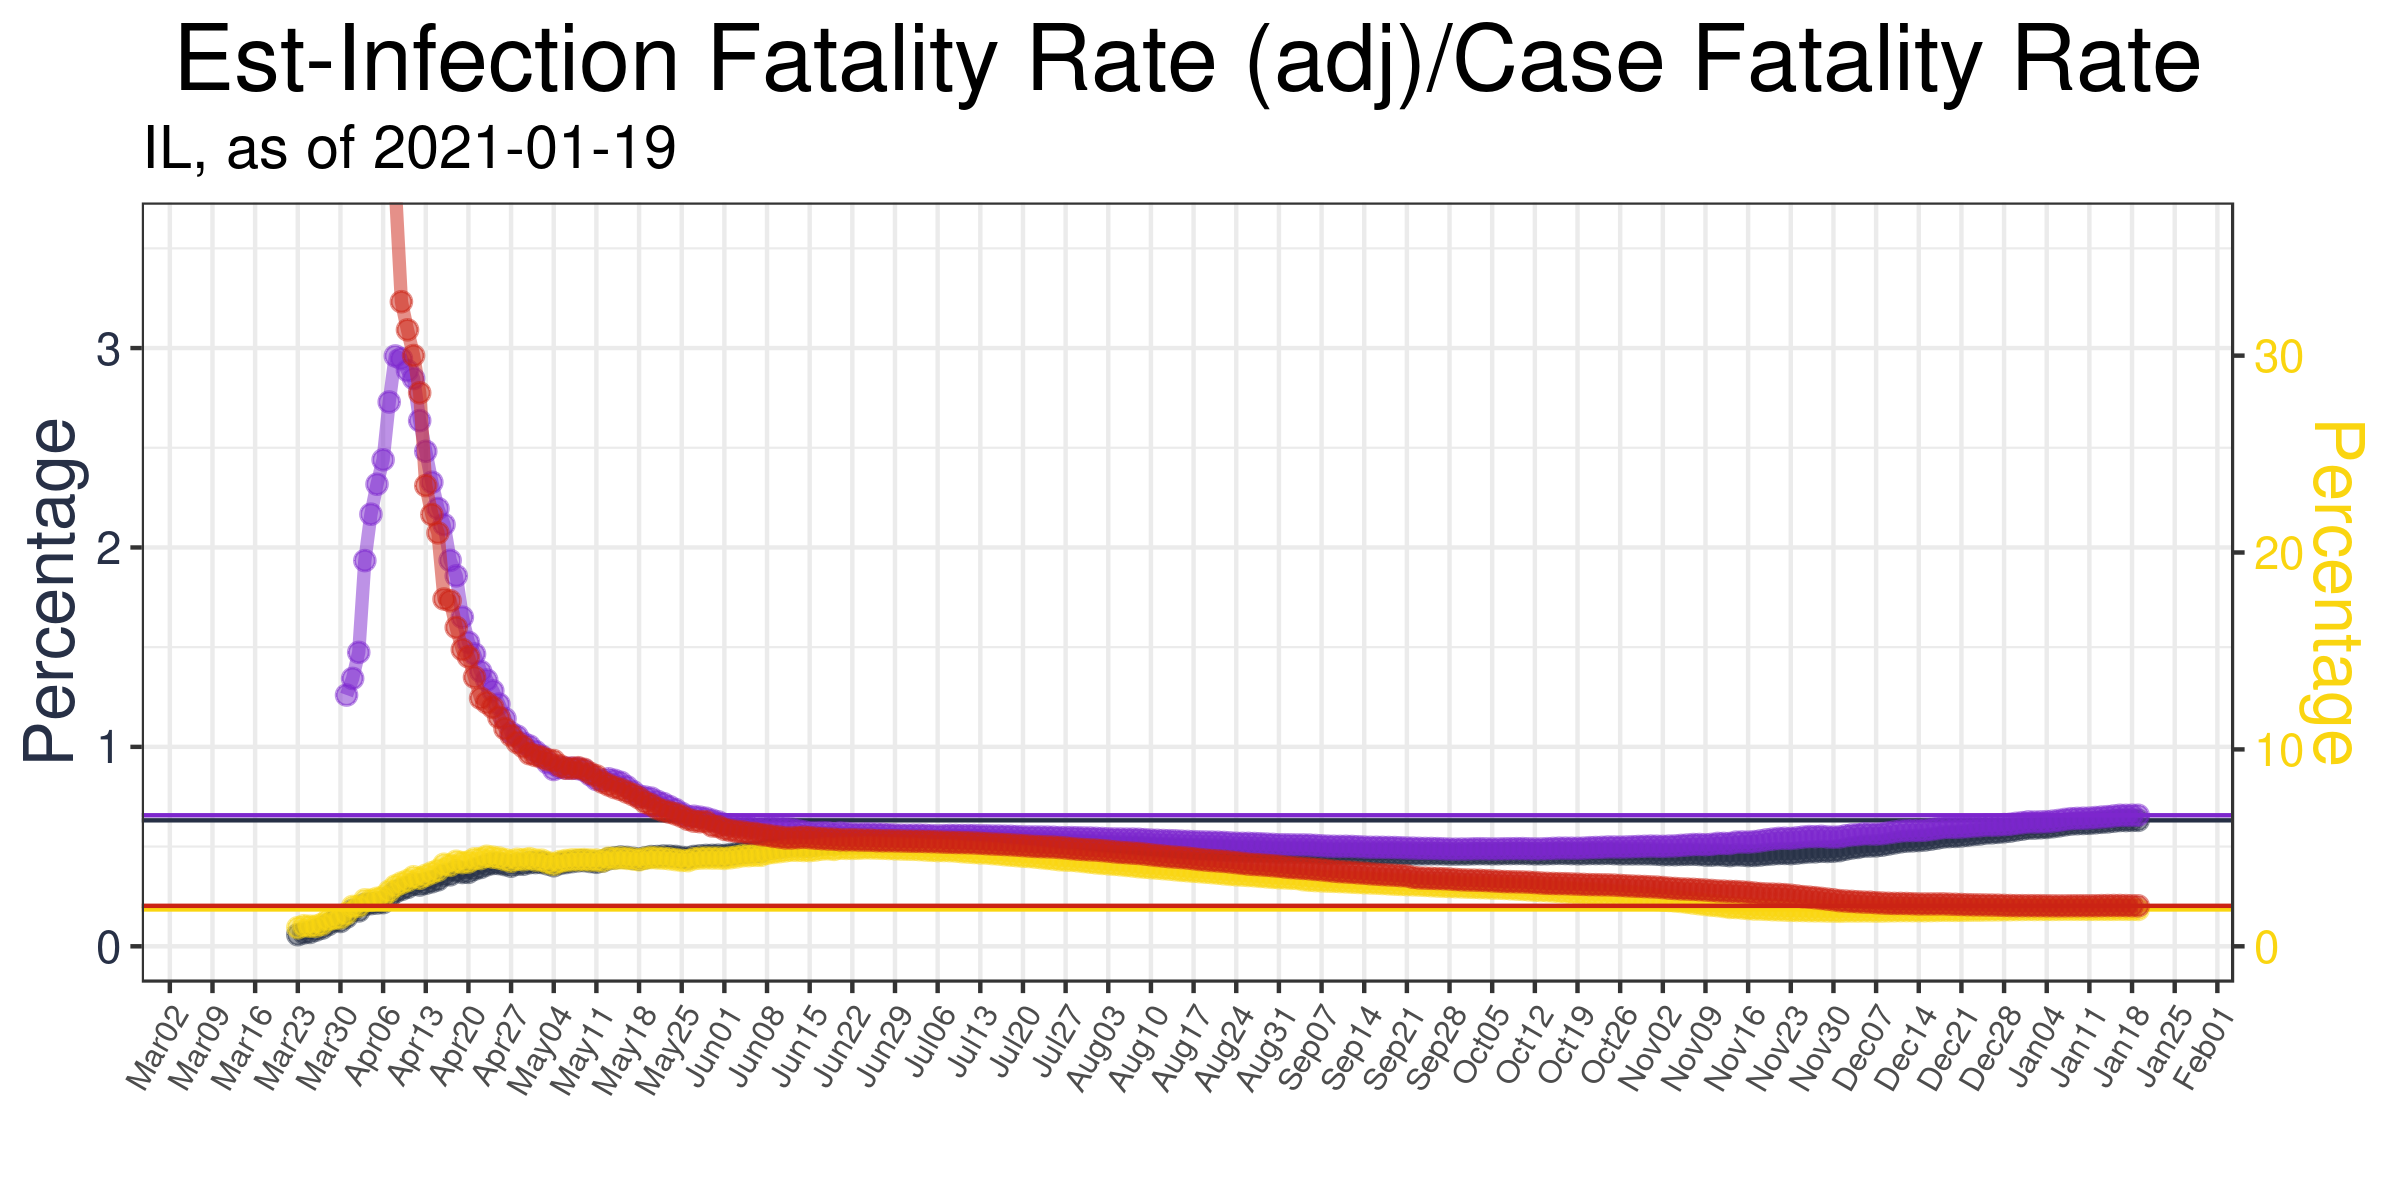 Est-Infection Fatality Rate (adj)/Case Fatality Rate
IL, as of 2021-01-19
Percentage
3
2
1
0
30
20
10
0
Percentage
Mar02
Mar09
Mar16
Mar23
Mar30
Apr06
Apr13
Apr20
Apr27
May04
May11
May18
May25
Jun01
Jun08
Jun15
Jun22
Jun29
Jul06
Jul13
Jul20
Jul27
Aug03
Aug10
Aug17
Aug24
Aug31
Sep07
Sep14
Sep21
Sep28
Oct05
Oct12
Oct19
Oct26
Nov02
Nov09
Nov16
Nov23
Nov30
Dec07
Dec14
Dec21
Dec28
Jan04
Jan11
Jan18
Jan25
Feb01